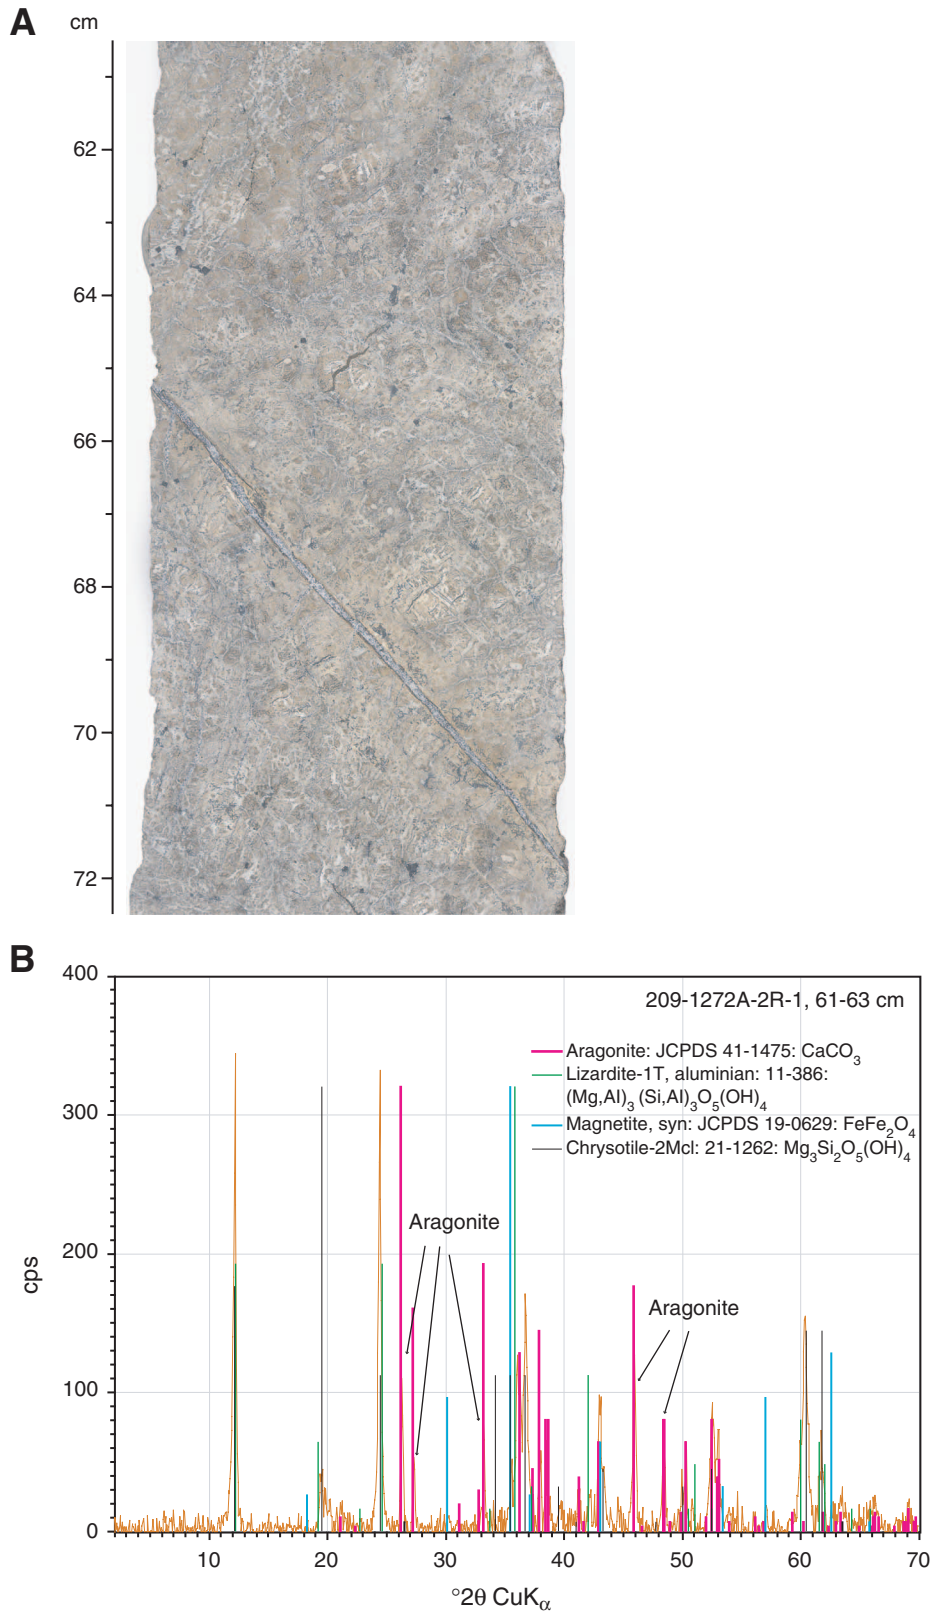 A
cm
62
64
66
68
70
72
B
400
300
200
100
0
cps
209-1272A-2R-1, 61-63 cm
Aragonite: JCPDS 41-1475: CaCO3
Lizardite-1T, aluminian: 11-386:
(Mg,Al)3 (Si,Al)3O5(OH)4
Magnetite, syn: JCPDS 19-0629: FeFe2O4
Chrysotile-2Mcl: 21-1262: Mg3Si2O5(OH)4
Aragonite
Aragonite
10 20 30 40 50 60 70
°2θ CuKα